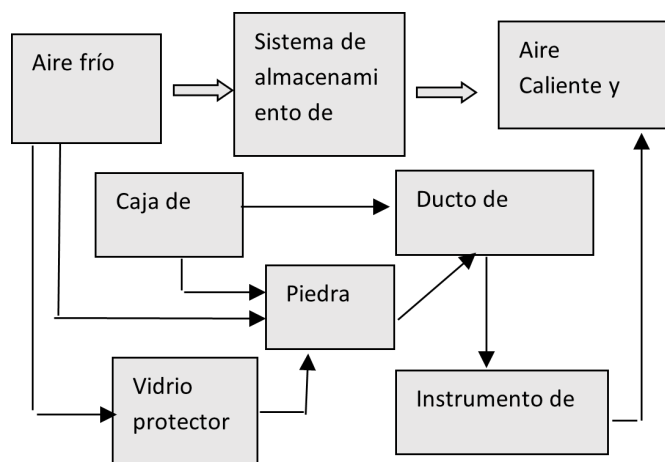 Aire frío
Sistema de
almacenami
ento de
Aire
Caliente y
Caja de
Ducto de
Piedra
Vidrio
protector
Instrumento de